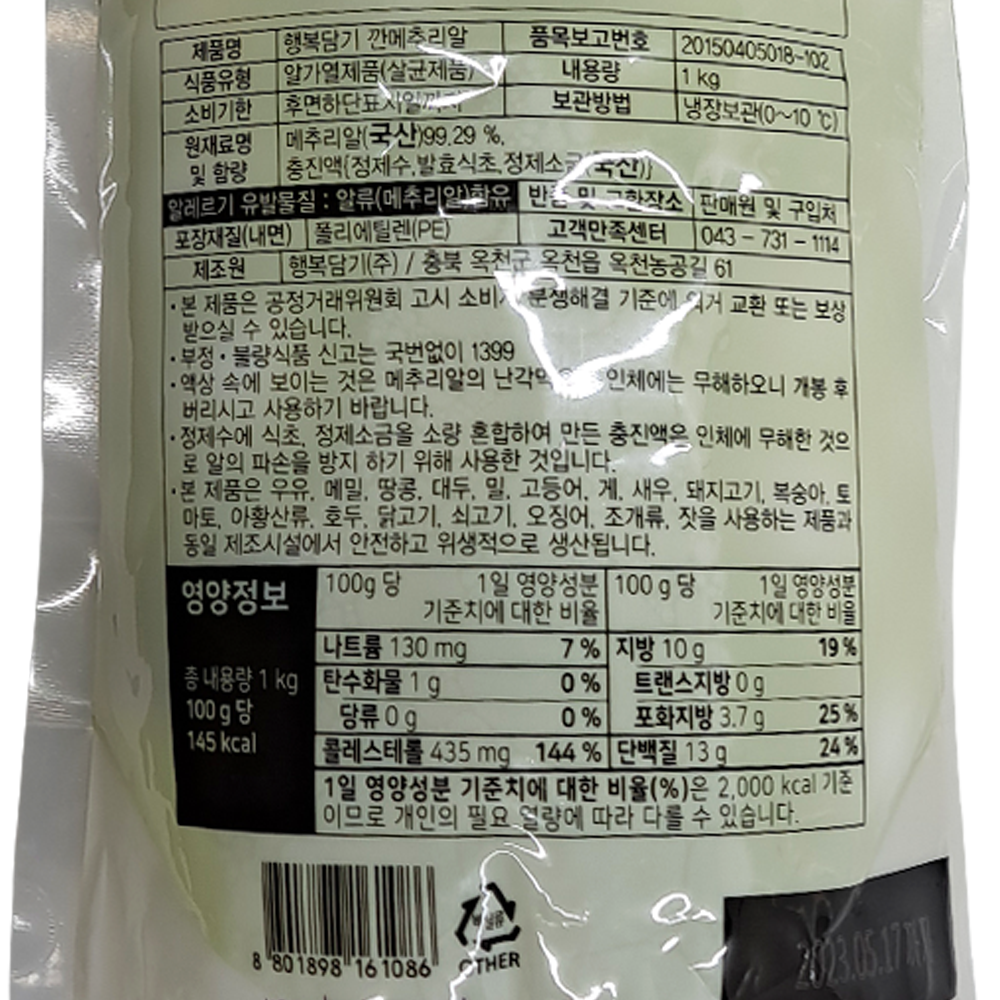 제품명 행복담기 깐메추리알 품목보고번호 20150405018-102
식품유형 알가열제품(살균제품) 내용량 1 kg
소비기한 후면하단표시일까지 보관방법 냉장보관(0~10 ℃)
원재료명 및 함량 메추리알(국산)99.29 %,
충진액{정제수,발효식초,정제소금(국산)}
알레르기 유발물질 : 알류(메추리알)함유 반품 및 교환장소 판매원 및 구입처
포장재질(내면) 폴리에틸렌(PE) 고객만족센터 043 - 731 - 1114
제조원 행복담기(주) / 충북 옥천군 옥천읍 옥천농공길 61
·본 제품은 공정거래위원회 고시 소비자 분쟁해결 기준에 의거 교환 또는 보상
받으실 수 있습니다.
·부정·불량식품 신고는 국번없이 1399
·액상 속에 보이는 것은 메추리알의 인체에는 무해하오니 개봉 후
버리시고 사용하기 바랍니다.
·정제수에 식초, 정제소금을 소량 혼합하여 만든 충진액은 인체에 무해한 것으
로 알의 파손을 방지 하기 위해 사용한 것입니다.
·본 제품은 우유, 메밀, 땅콩, 대두, 밀, 고등어, 게, 새우, 돼지고기, 복숭아, 토
마토, 아황산류, 호두, 닭고기, 쇠고기, 오징어, 조개류, 잣을 사용하는 제품과
동일 제조시설에서 안전하고 위생적으로 생산됩니다.
영양정보
총 내용량 1 kg
100 g 당
145 kcal
100g 당 1일 영양성분 100 g 당 1일 영양성분
기준치에 대한 비율 기준치에 대한 비율
나트륨 130 mg 7 % 지방 10 g 19 %
탄수화물 1 g 0 % 트랜스지방 0 g
당류 0 g 0 % 포화지방 3.7 g 25 %
콜레스테롤 435 mg 144 % 단백질 13 g 24 %
1일 영양성분 기준치에 대한 비율(%)은 2,000 kcal 기준
이므로 개인의 필요 열량에 따라 다를 수 있습니다.
8 801898 161086
비닐류
OTHER
2023.05.17